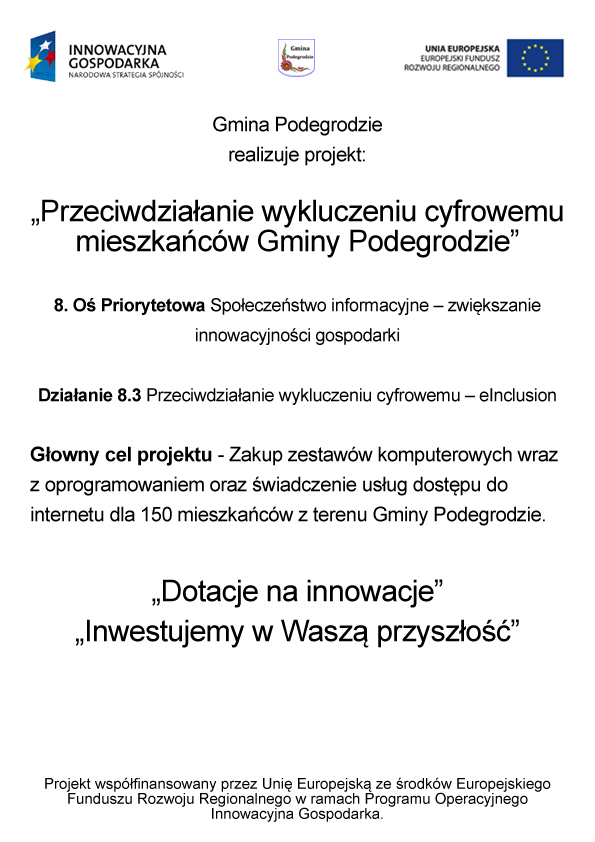 INNOWACYJNA
GOSPODARKA
NARODOWA STRATEGIA SPÓJNOŚCI
Gmina
Podegrodzie
UNIA EUROPEJSKA
EUROPEJSKI FUNDUSZ
ROZWOJU REGIONALNEGO
Gmina Podegrodzie
realizuje projekt:
„Przeciwdziałanie wykluczeniu cyfrowemu
mieszkańców Gminy Podegrodzie”
8. Oś Priorytetowa Społeczeństwo informacyjne – zwiększanie
innowacyjności gospodarki
Działanie 8.3 Przeciwdziałanie wykluczeniu cyfrowemu – eInclusion
Głowny cel projektu - Zakup zestawów komputerowych wraz
z oprogramowaniem oraz świadczenie usług dostępu do
internetu dla 150 mieszkańców z terenu Gminy Podegrodzie.
„Dotacje na innowacje”
„Inwestujemy w Waszą przyszłość”
Projekt współfinansowany przez Unię Europejską ze środków Europejskiego
Funduszu Rozwoju Regionalnego w ramach Programu Operacyjnego
Innowacyjna Gospodarka.